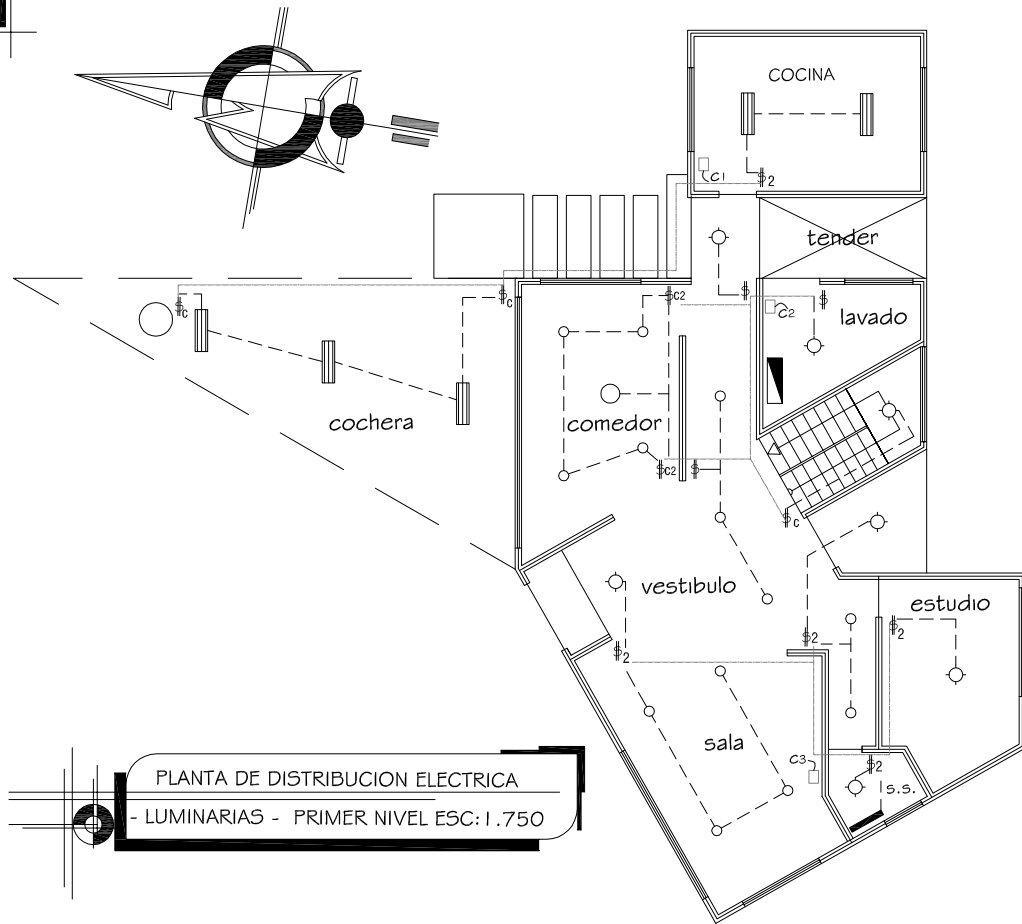 COCINA
C1
$2
tender
$
$
$C
$C
$C2
C2
lavado
cochera
comedor
$C2
$
$C
vestıbulo
estudio
$2
$2
$2
sala
C3
$2
s.s.
PLANTA DE DISTRIBUCION ELECTRICA
- LUMINARIAS - PRIMER NIVEL ESC:1.750